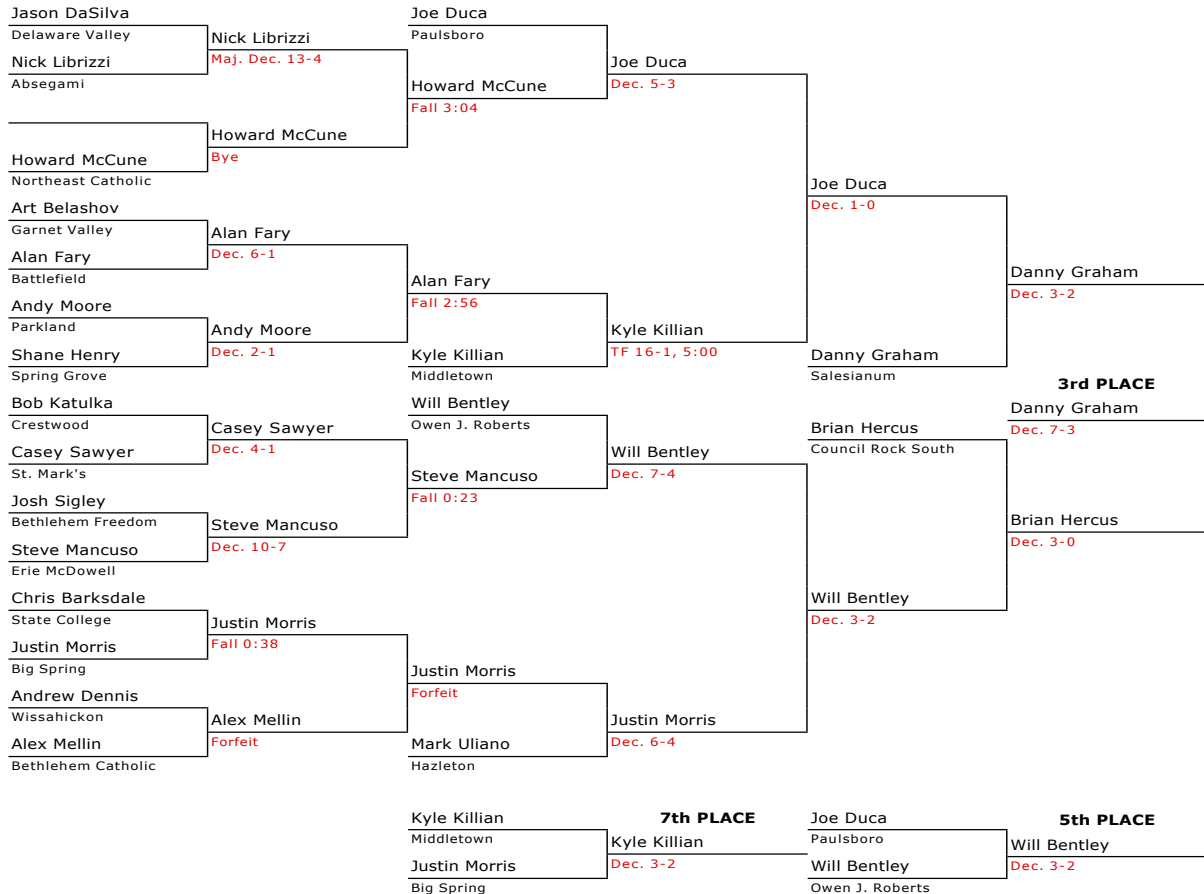 Jason DaSilva
Delaware Valley
Nick Librizzi
Absegami
Howard McCune
Northeast Catholic
Art Belashov
Garnet Valley
Alan Fary
Battlefield
Andy Moore
Parkland
Shane Henry
Spring Grove
Bob Katulka
Crestwood
Casey Sawyer
St. Mark's
Josh Sigley
Bethlehem Freedom
Steve Mancuso
Erie McDowell
Chris Barksdale
State College
Justin Morris
Big Spring
Andrew Dennis
Wissahickon
Alex Mellin
Bethlehem Catholic
Nick Librizzi
Maj. Dec. 13-4
Howard McCune
Bye
Alan Fary
Dec. 6-1
Andy Moore
Dec. 2-1
Casey Sawyer
Dec. 4-1
Steve Mancuso
Dec. 10-7
Justin Morris
Fall 0:38
Alex Mellin
Forfeit
Joe Duca
Paulsboro
Howard McCune
Fall 3:04
Alan Fary
Fall 2:56
Kyle Killian
Middletown
Will Bentley
Owen J. Roberts
Steve Mancuso
Fall 0:23
Justin Morris
Forfeit
Mark Uliano
Hazleton
Joe Duca
Dec. 5-3
Kyle Killian
TF 16-1, 5:00
Will Bentley
Dec. 7-4
Justin Morris
Dec. 6-4
Joe Duca
Dec. 1-0
Danny Graham
Salesianum
Brian Hercus
Council Rock South
Will Bentley
Dec. 3-2
Danny Graham
Dec. 3-2
3rd PLACE
Danny Graham
Dec. 7-3
Brian Hercus
Dec. 3-0
Kyle Killian
Middletown
Justin Morris
Big Spring
7th PLACE
Kyle Killian
Dec. 3-2
Joe Duca
Paulsboro
Will Bentley
Owen J. Roberts
5th PLACE
Will Bentley
Dec. 3-2